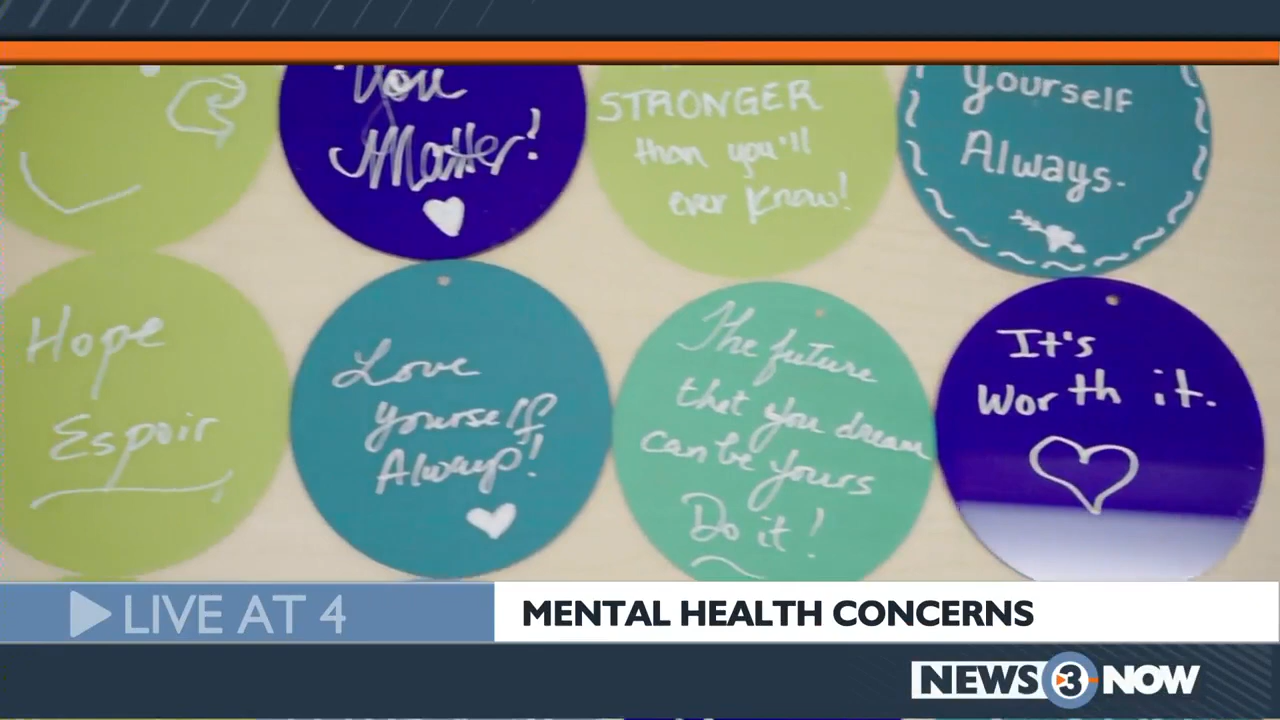 You
Matter!
STRONGER
than you'll
ever know!
Yourself
Always.
Hope
Espoir
Love
yourself
Always!
The future
that you dream
can be yours
Do it!
It's
Worth it.
LIVE AT 4
MENTAL HEALTH CONCERNS
NEWS 3 NOW